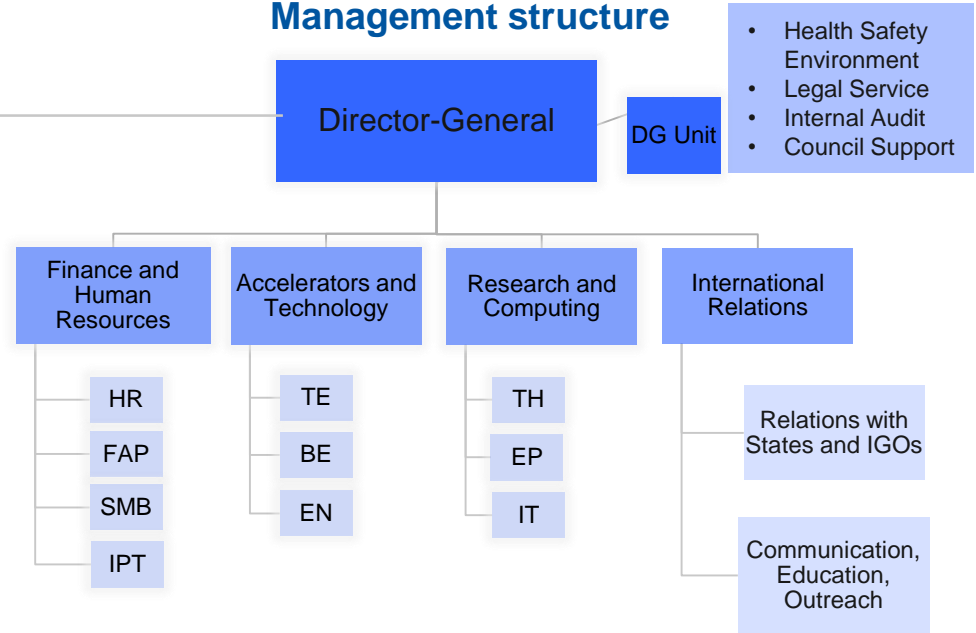 Management structure
Director-General
DG Unit
• Health Safety
Environment
• Legal Service
• Internal Audit
• Council Support
Finance and
Human
Resources
HR
FAP
SMB
IPT
Accelerators and
Technology
TE
BE
EN
Research and
Computing
TH
EP
IT
International
Relations
Relations with
States and IGOs
Communication,
Education,
Outreach